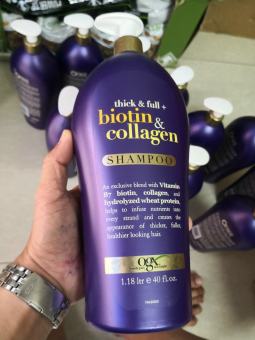 thick & full +
biotin &
collagen
SHAMPOO
An exclusive blend with Vitamin
B7 biotin, collagen, and
hydrolyzed wheat protein,
helps to infuse nutrients into
every strand and causes the
appearance of thicker, fuller,
healthier looking hair.
ogx
1.18 ltr ℮ 40 fl.oz.